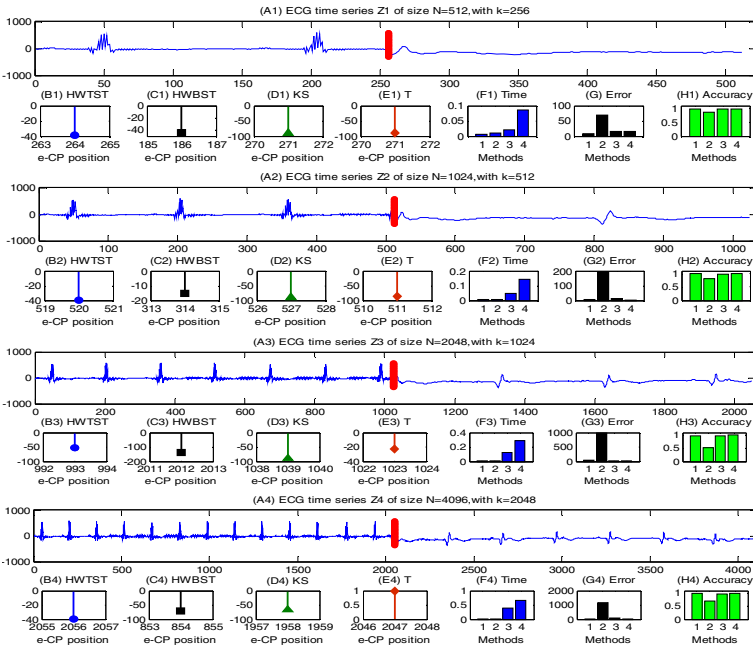 (A1) ECG time series Z1 of size N=512,with k=256
1000
0
-1000
0 50 100 150 200 250 300 350 400 450 500
(B1) HWTST (C1) HWBST (D1) KS (E1) T (F1) Time (G) Error (H1) Accuracy
0 0 0 0 0.1 100 1
-20 -20 -50 -50 0.05 50 0.5
-40 -40 -100 -100 0 0 0
263 264 265 185 186 187 270 271 272 270 271 272 1 2 3 4 1 2 3 4 1 2 3 4
e-CP position e-CP position e-CP position e-CP position Methods Methods Methods
(A2) ECG time series Z2 of size N=1024,with k=512
1000
0
-1000
0 100 200 300 400 500 600 700 800 900 1000
(B2) HWTST (C2) HWBST (D2) KS (E2) T (F2) Time (G2) Error (H2) Accuracy
0 0 0 0 0.2 200 1
-20 -10 -50 -50 0.1 100 0.5
-40 -20 -100 -100 0 0 0
519 520 521 313 314 315 526 527 528 510 511 512 1 2 3 4 1 2 3 4 1 2 3 4
e-CP position e-CP position e-CP position e-CP position Methods Methods Methods
(A3) ECG time series Z3 of size N=2048,with k=1024
1000
0
-1000
0 200 400 600 800 1000 1200 1400 1600 1800 2000
(B3) HWTST (C3) HWBST (D3) KS (E3) T (F3) Time (G3) Error (H3) Accuracy
0 0 0 0 0.4 1000 1
-50 -100 -50 -20 0.2 500 0.5
-100 -200 -100 -40 0 0 0
992 993 994 2011 2012 2013 1038 1039 1040 1022 1023 1024 1 2 3 4 1 2 3 4 1 2 3 4
e-CP position e-CP position e-CP position e-CP position Methods Methods Methods
(A4) ECG time series Z4 of size N=4096,with k=2048
1000
0
-1000
0 500 1000 1500 2000 2500 3000 3500 4000
(B4) HWTST (C4) HWBST (D4) KS (E4) T (F4) Time (G4) Error (H4) Accuracy
0 0 0 1 1 2000 1
-20 -50 -50 0.5 0.5 1000 0.5
-40 -100 -100 0 0 0 0
2055 2056 2057 853 854 855 1957 1958 1959 2046 2047 2048 1 2 3 4 1 2 3 4 1 2 3 4
e-CP position e-CP position e-CP position e-CP position Methods Methods Methods